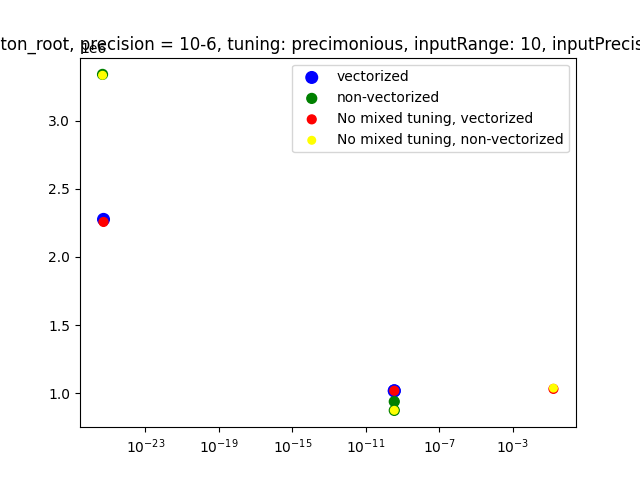 ton_root, precision = 10-6, tuning: precimonious, inputRange: 10, inputPrecis
1e6
vectorized
non-vectorized
No mixed tuning, vectorized
No mixed tuning, non-vectorized
3.0
2.5
2.0
1.5
1.0
10⁻²³ 10⁻¹⁹ 10⁻¹⁵ 10⁻¹¹ 10⁻⁷ 10⁻³